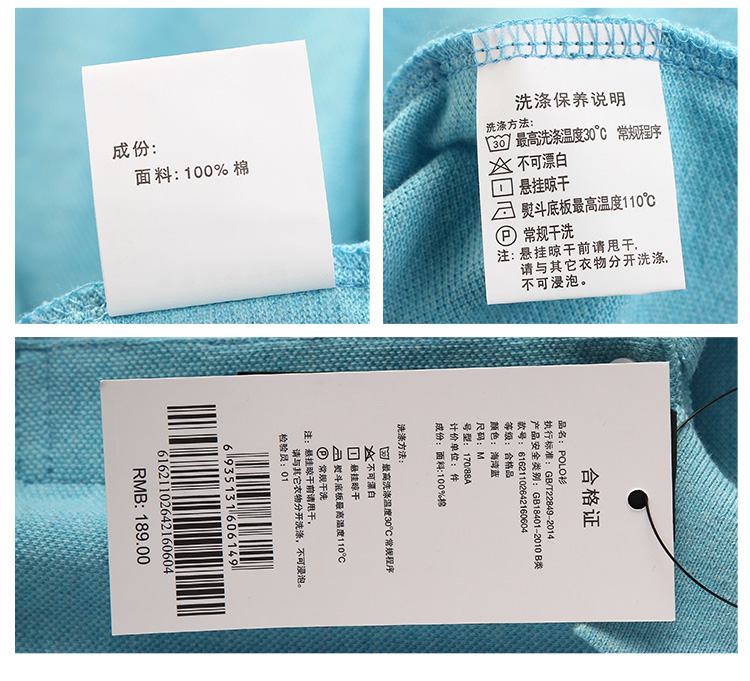 成份:
面料: 100% 棉
洗涤保养说明
洗涤方法:
30 最高洗涤温度30℃ 常规程序
不可漂白
悬挂晾干
熨斗底板最高温度110℃
P 常规干洗
注: 悬挂晾干前请甩干,
请与其它衣物分开洗涤,
不可浸泡。
合格证
品名: POLO衫
执行标准: GB/T22849-2014
产品安全类别: GB18401-2010 B类
款号: 61621102642160604
等级: 合格品
颜色: 海湾蓝
尺码: M
号型: 170/88A
计价单位: 件
成份: 面料:100%棉
洗涤方法:
最高洗涤温度30℃ 常规程序
不可漂白
悬挂晾干
熨斗底板最高温度110℃
常规干洗
注: 悬挂晾干前请甩干,
请与其它衣物分开洗涤, 不可浸泡。
检验员: 01
6935131606149
61621102642160604
RMB: 189.00